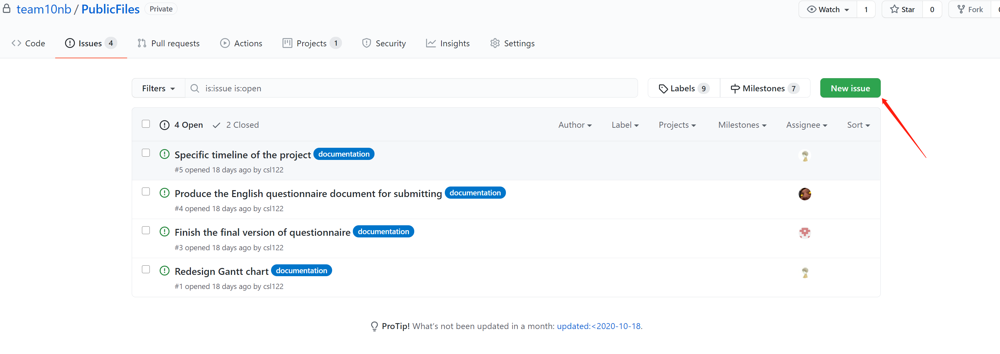 team10nb / PublicFiles Private Watch 1 Star 0 Fork
Code Issues 4 Pull requests Actions Projects 1 Security Insights Settings
Filters is:issue is:open Labels 9 Milestones 7 New issue
4 Open 2 Closed Author Label Projects Milestones Assignee Sort
Specific timeline of the project documentation
#5 opened 18 days ago by csl122
Produce the English questionnaire document for submitting documentation
#4 opened 18 days ago by csl122
Finish the final version of questionnaire documentation
#3 opened 18 days ago by csl122
Redesign Gantt chart documentation
#1 opened 18 days ago by csl122
ProTip! What's not been updated in a month: updated:<2020-10-18.